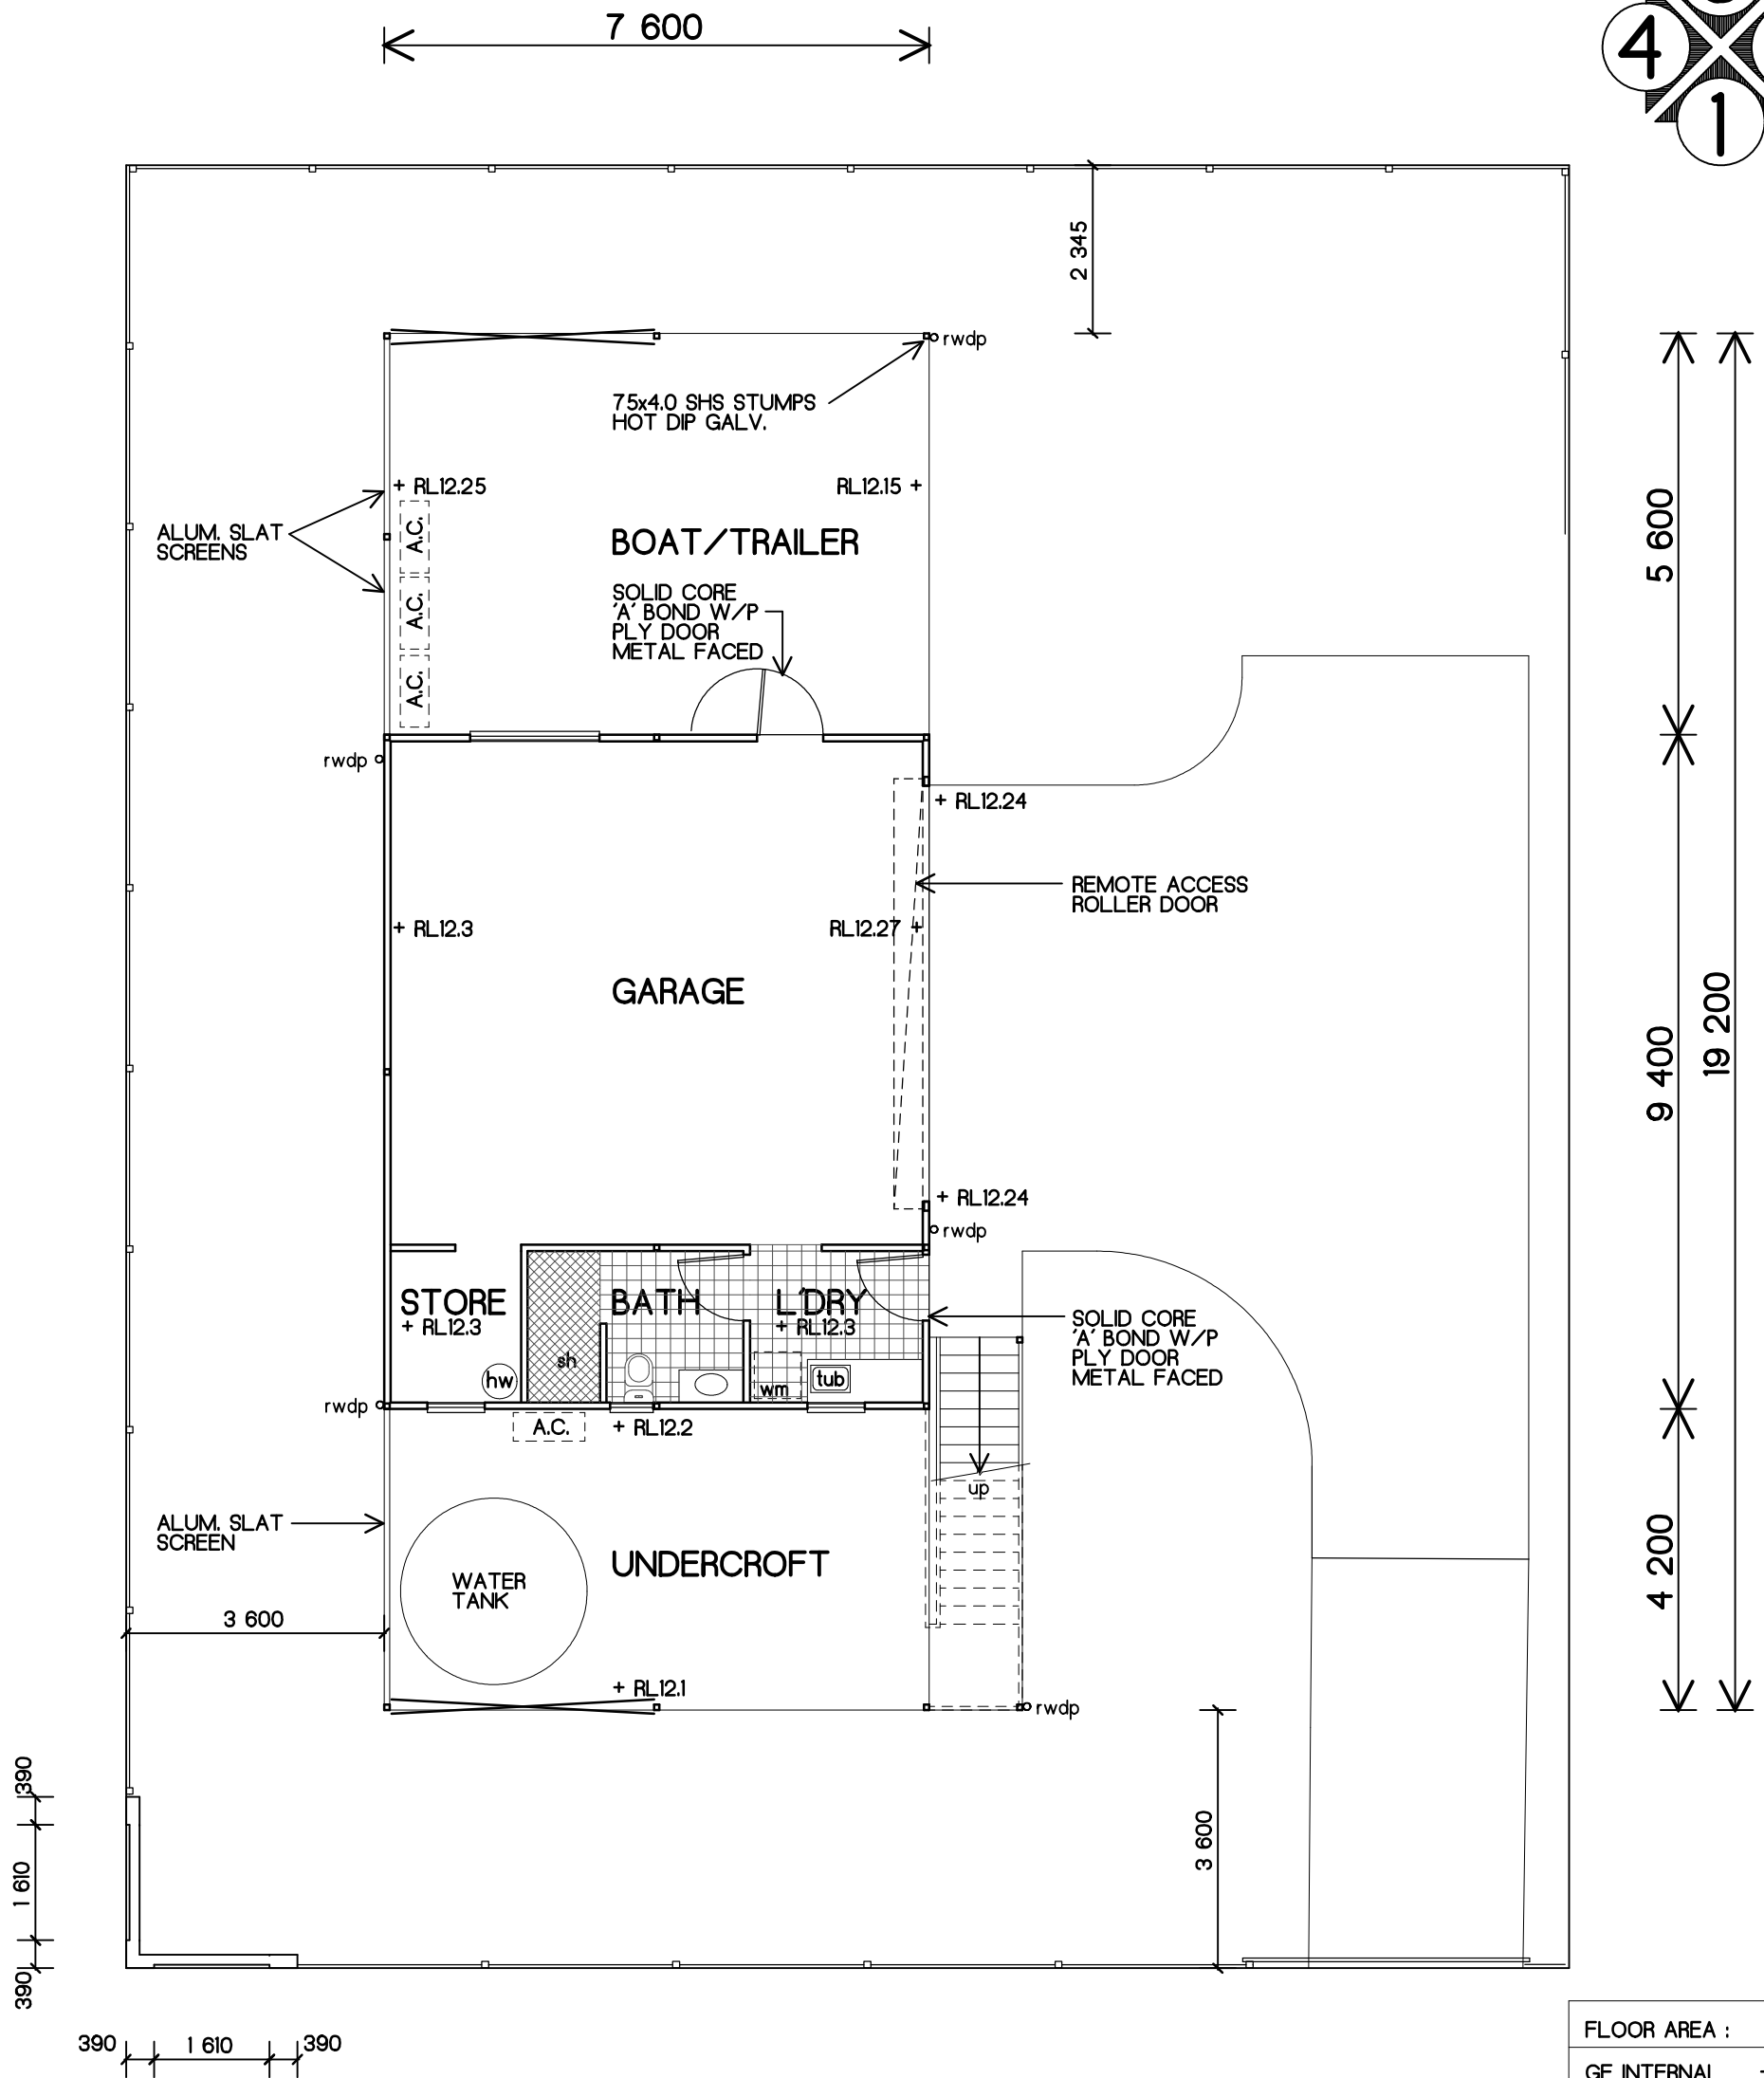 7 600
4
1
2 345
rwdp
75x4.0 SHS STUMPS
HOT DIP GALV.
+ RL12.25
RL12.15 +
ALUM. SLAT
SCREENS
A.C.
BOAT/TRAILER
5 600
SOLID CORE
'A' BOND W/P
PLY DOOR
METAL FACED
A.C.
A.C.
rwdp
+ RL12.24
REMOTE ACCESS
ROLLER DOOR
+ RL12.3
RL12.27 +
GARAGE
9 400
19 200
+ RL12.24
rwdp
STORE
BATH
L'DRY
+ RL12.3
+ RL12.3
SOLID CORE
'A' BOND W/P
PLY DOOR
METAL FACED
sh
hw
wm
tub
rwdp
A.C.
+ RL12.2
up
ALUM. SLAT
SCREEN
UNDERCROFT
WATER
TANK
4 200
3 600
+ RL12.1
rwdp
390
1 610
390
3 600
390
1 610
390
FLOOR AREA :
GF INTERNAL